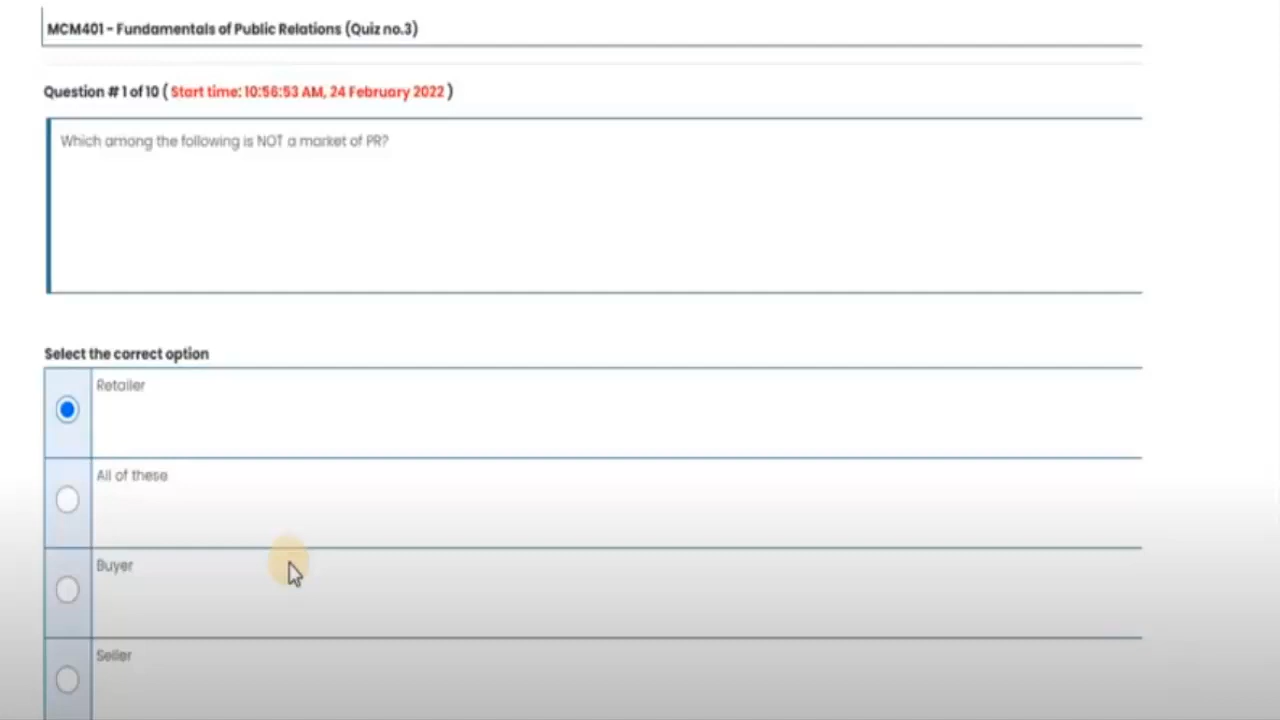 MCM401 - Fundamentals of Public Relations (Quiz no.3)
Question # 1 of 10 ( Start time: 10:56:53 AM, 24 February 2022 )
Which among the following is NOT a market of PR?
Select the correct option
Retailer
All of these
Buyer
Seller